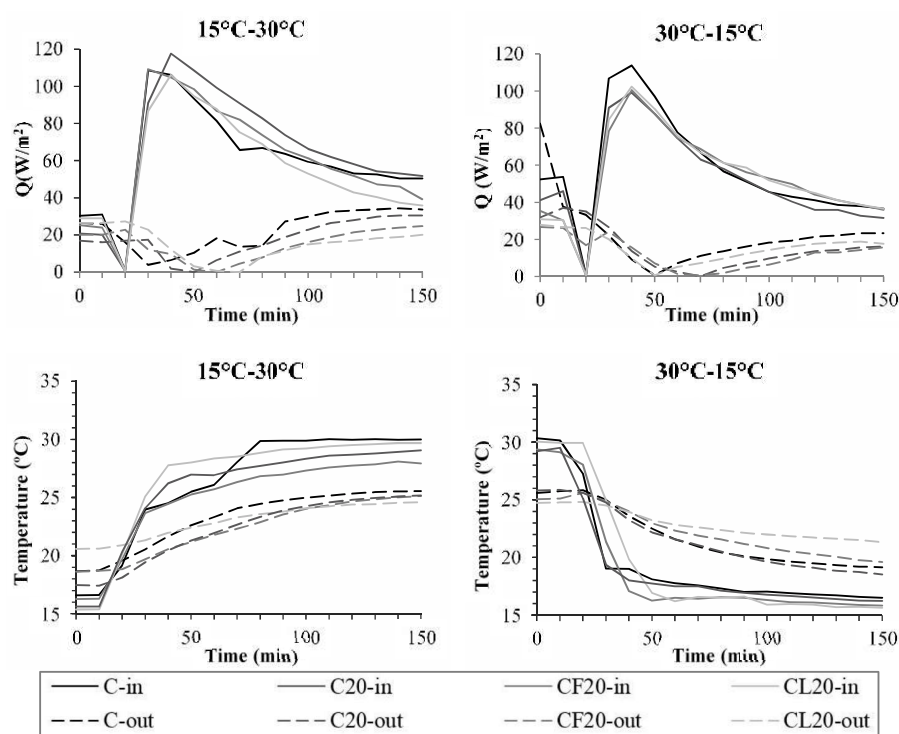 15°C-30°C
Q(W/m²)
120
100
80
60
40
20
0
0 50 100 150
Time (min)
30°C-15°C
Q (W/m²)
120
100
80
60
40
20
0
0 50 100 150
Time (min)
15°C-30°C
Temperature (ºC)
35
30
25
20
15
0 50 100 150
Time (min)
30°C-15°C
Temperature (ºC)
35
30
25
20
15
0 50 100 150
Time (min)
C-in C20-in CF20-in CL20-in
C-out C20-out CF20-out CL20-out